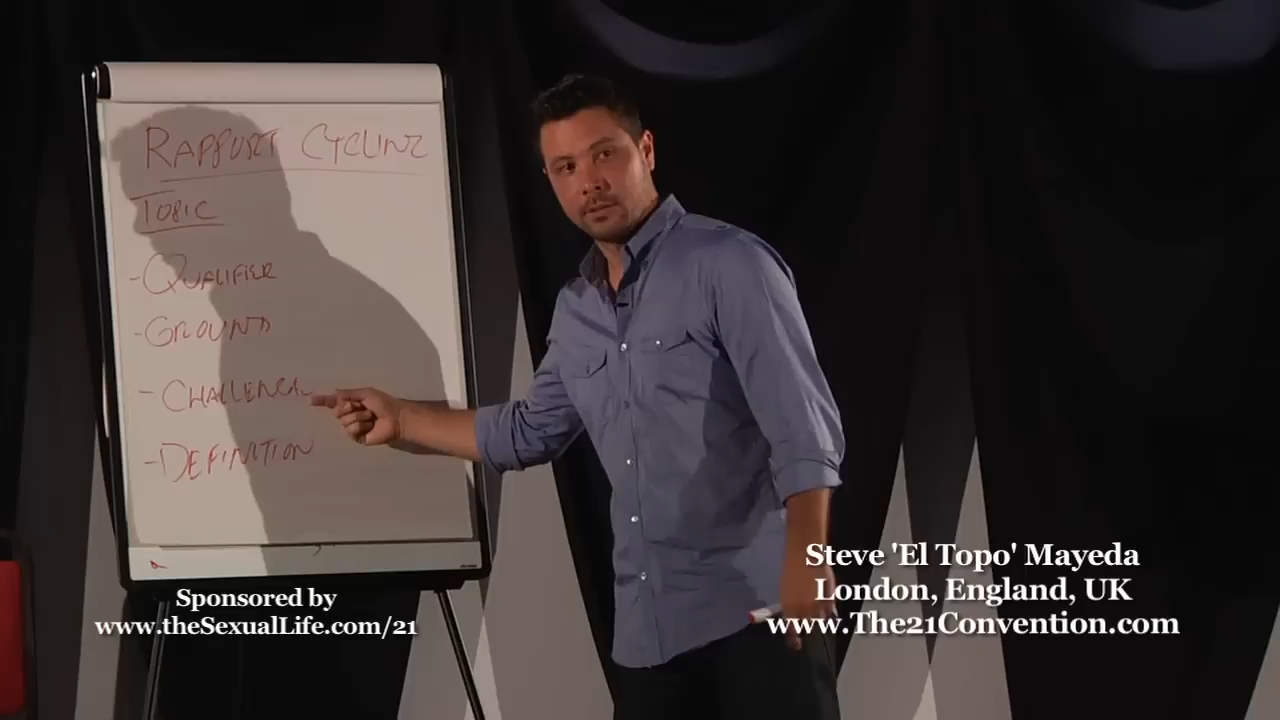 RAPPORT CYCLING
TOPIC
- QUALIFIER
- GROUND
- CHALLENGE
- DEFINITION
Sponsored by
www.theSexualLife.com/21
Steve 'El Topo' Mayeda
London, England, UK
www.The21Convention.com